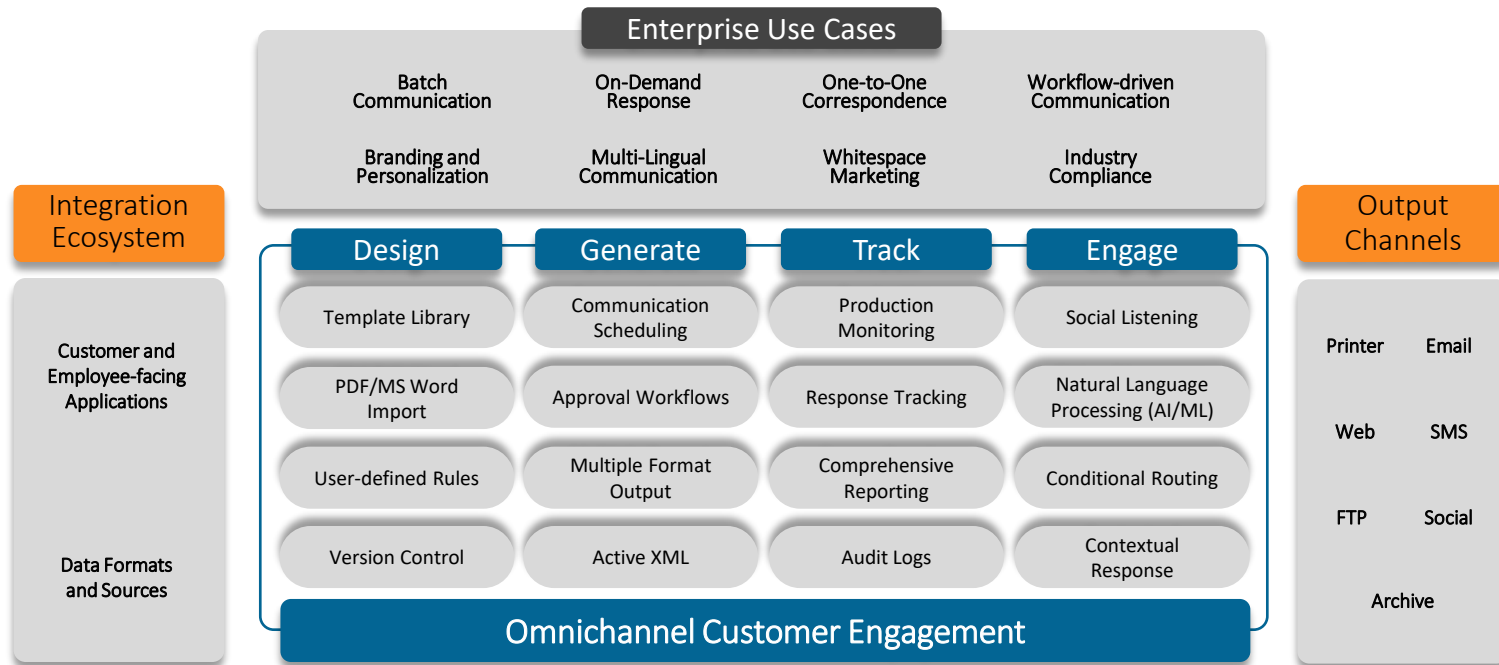 Enterprise Use Cases
Batch
Communication
On-Demand
Response
One-to-One
Correspondence
Workflow-driven
Communication
Branding and
Personalization
Multi-Lingual
Communication
Whitespace
Marketing
Industry
Compliance
Integration
Ecosystem
Customer and
Employee-facing
Applications
Data Formats
and Sources
Design
Template Library
PDF/MS Word
Import
User-defined Rules
Version Control
Generate
Communication
Scheduling
Approval Workflows
Multiple Format
Output
Active XML
Track
Production
Monitoring
Response Tracking
Comprehensive
Reporting
Audit Logs
Engage
Social Listening
Natural Language
Processing (AI/ML)
Conditional Routing
Contextual
Response
Omnichannel Customer Engagement
Output
Channels
Printer
Email
Web
SMS
FTP
Social
Archive